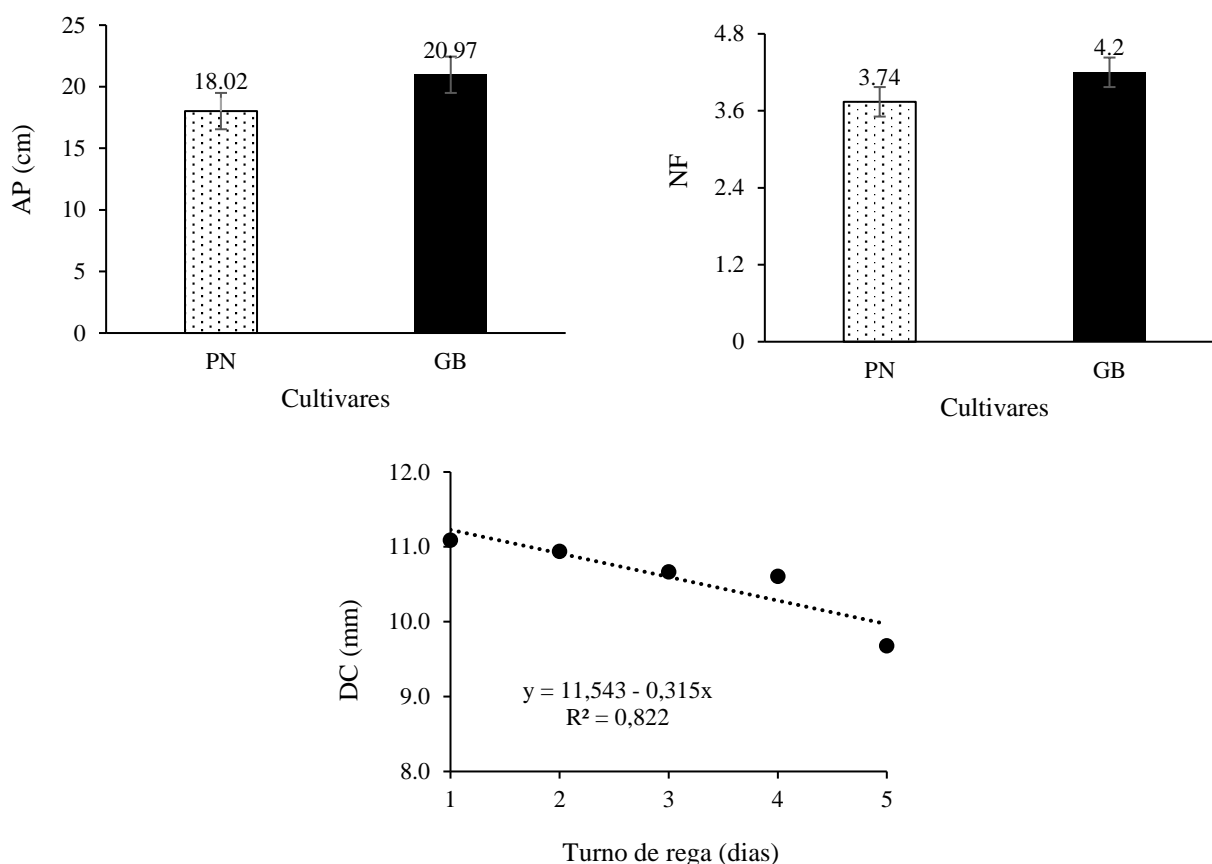 AP (cm)
25
20
15
10
5
0
18.02
20.97
PN
GB
Cultivares
NF
4.8
3.6
2.4
1.2
0
3.74
4.2
PN
GB
Cultivares
DC (mm)
12.0
11.0
10.0
9.0
8.0
y = 11,543 - 0,315x
R² = 0,822
1 2 3 4 5
Turno de rega (dias)